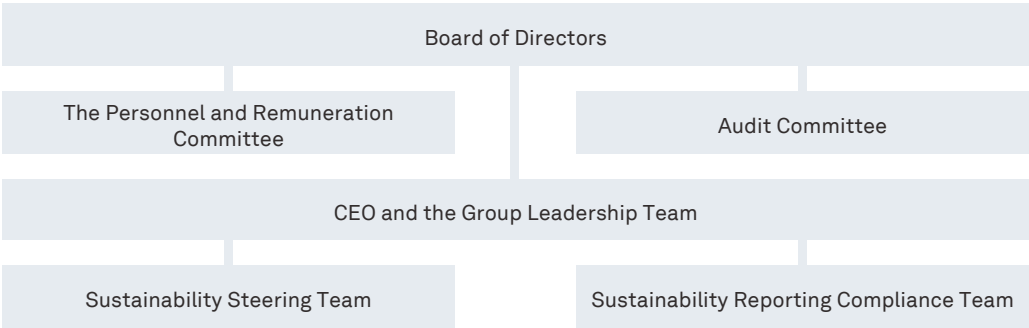 Board of Directors
The Personnel and Remuneration
Committee
Audit Committee
CEO and the Group Leadership Team
Sustainability Steering Team
Sustainability Reporting Compliance Team